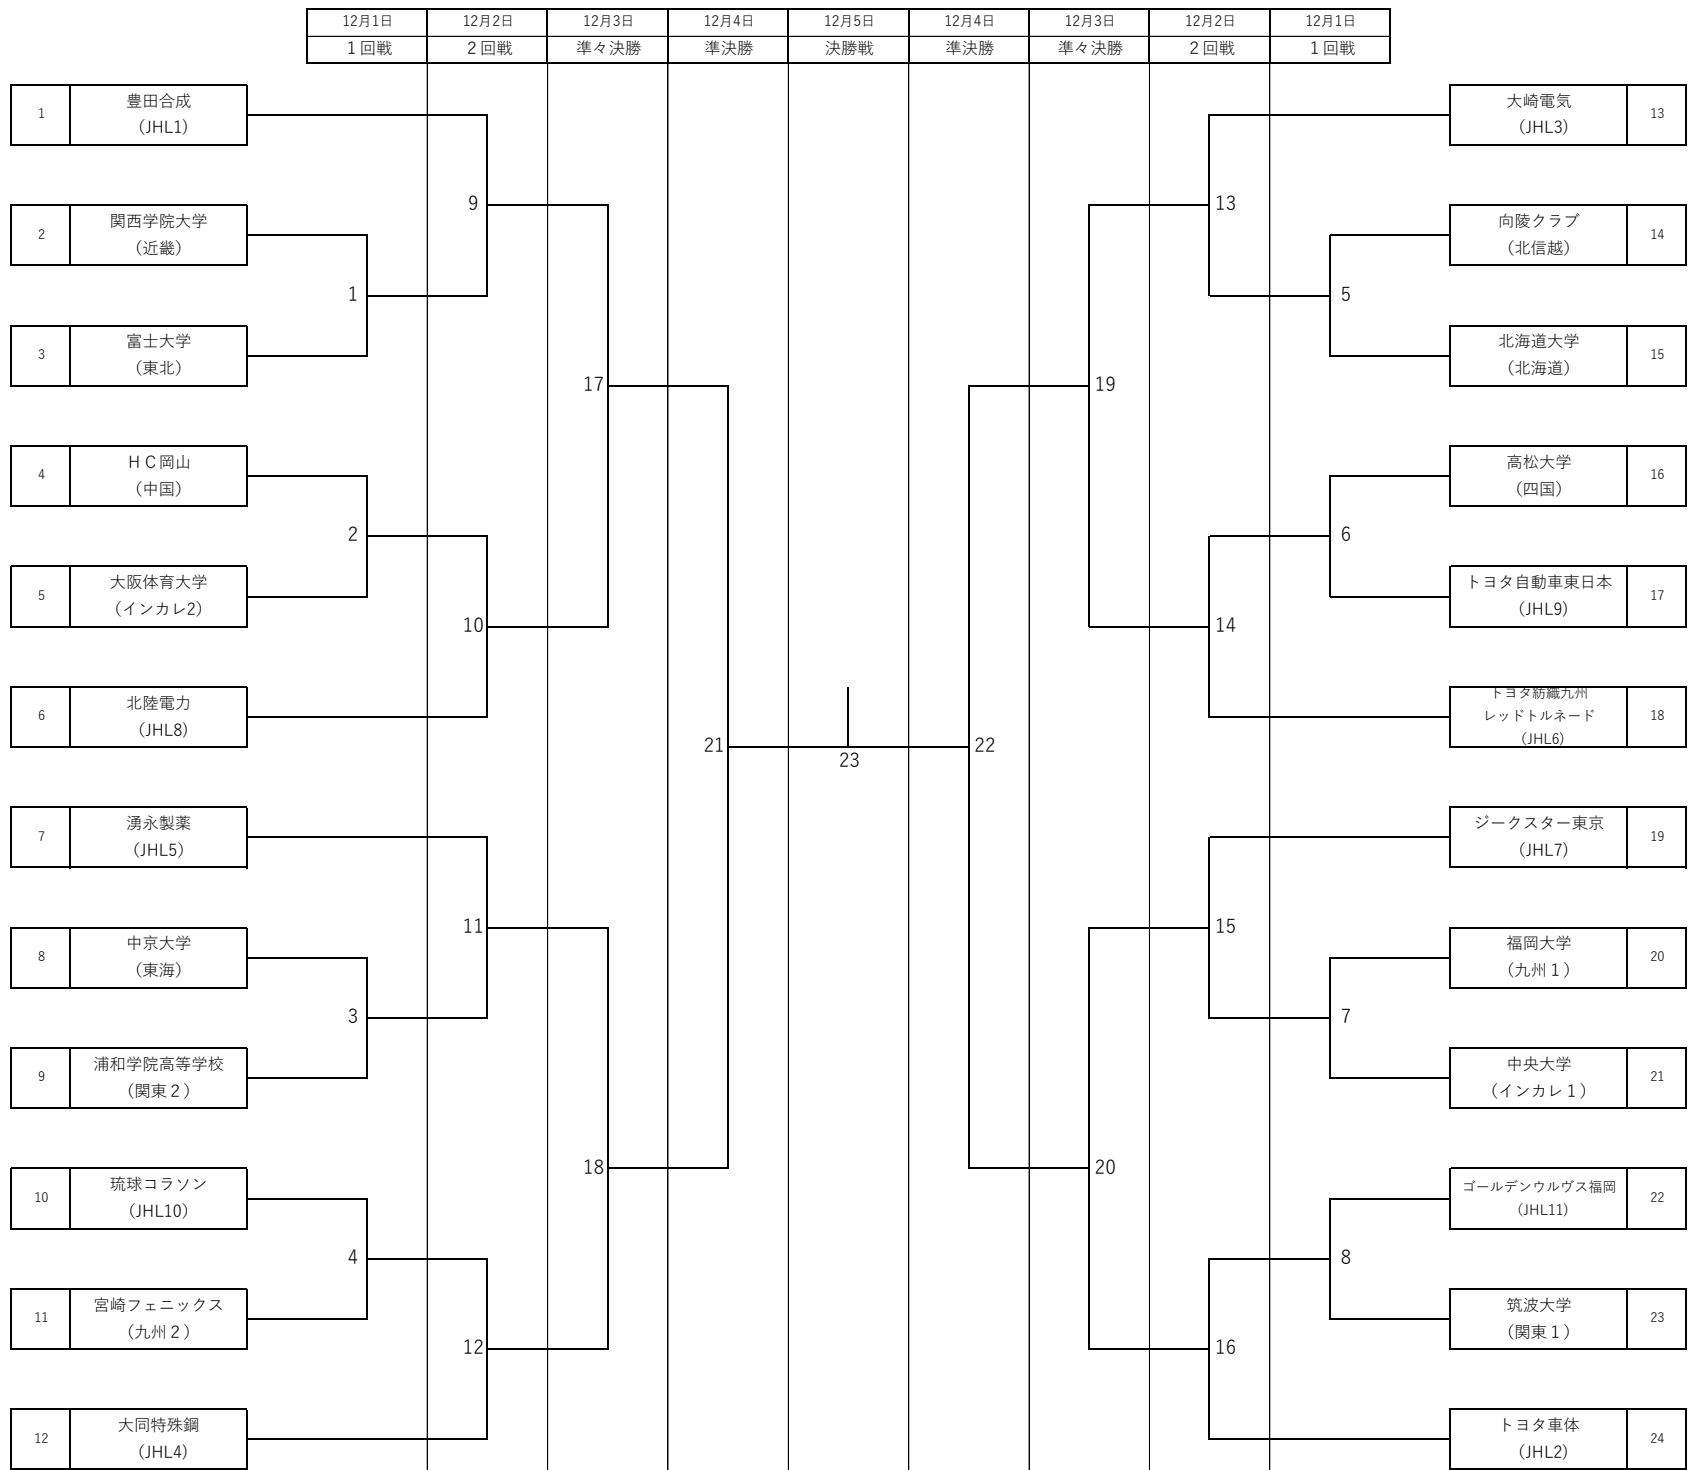 12月1日 12月2日 12月3日 12月4日 12月5日 12月4日 12月3日 12月2日 12月1日
１回戦 ２回戦 準々決勝 準決勝 決勝戦 準決勝 準々決勝 ２回戦 １回戦
1 豊田合成
（JHL1）
2 関西学院大学
（近畿）
3 富士大学
（東北）
4 ＨＣ岡山
（中国）
5 大阪体育大学
（インカレ2）
6 北陸電力
（JHL8）
7 湧永製薬
（JHL5）
8 中京大学
（東海）
9 浦和学院高等学校
（関東２）
10 琉球コラソン
（JHL10）
11 宮崎フェニックス
（九州２）
12 大同特殊鋼
（JHL4）
1
2
3
4
9
10
11
12
17
18
21
23
22
19
20
13
14
15
16
5
6
7
8
大崎電気 13
（JHL3）
向陵クラブ 14
（北信越）
北海道大学 15
（北海道）
高松大学 16
（四国）
トヨタ自動車東日本 17
（JHL9）
トヨタ紡織九州
レッドトルネード 18
（JHL6）
ジークスター東京 19
（JHL7）
福岡大学 20
（九州１）
中央大学 21
（インカレ１）
ゴールデンウルヴス福岡 22
（JHL11）
筑波大学 23
（関東１）
トヨタ車体 24
（JHL2）